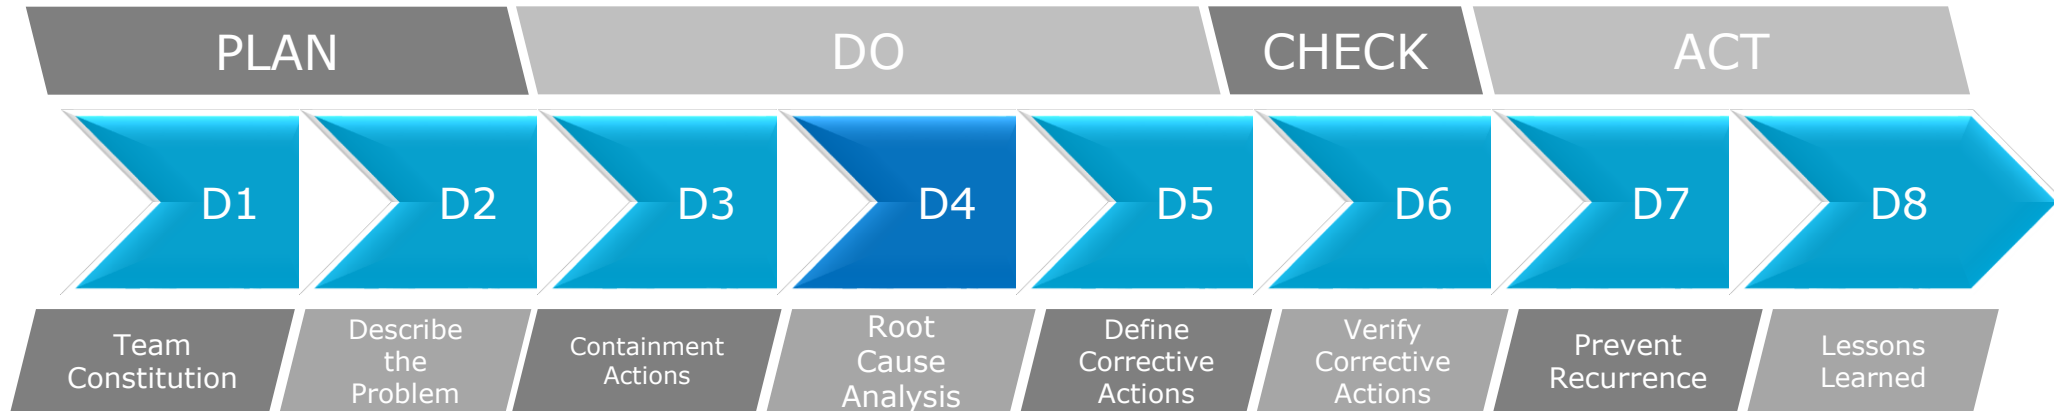 PLAN DO CHECK ACT
D1 D2 D3 D4 D5 D6 D7 D8
Team
Constitution
Describe
the
Problem
Containment
Actions
Root
Cause
Analysis
Define
Corrective
Actions
Verify
Corrective
Actions
Prevent
Recurrence
Lessons
Learned